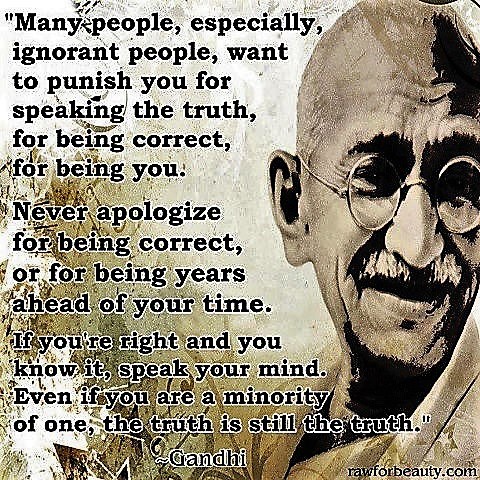 "Many people, especially,
ignorant people, want
to punish you for
speaking the truth,
for being correct,
for being you.
Never apologize
for being correct,
or for being years
ahead of your time.
If you're right and you
know it, speak your mind.
Even if you are a minority
of one, the truth is still the truth."
~Gandhi
rawforbeauty.com